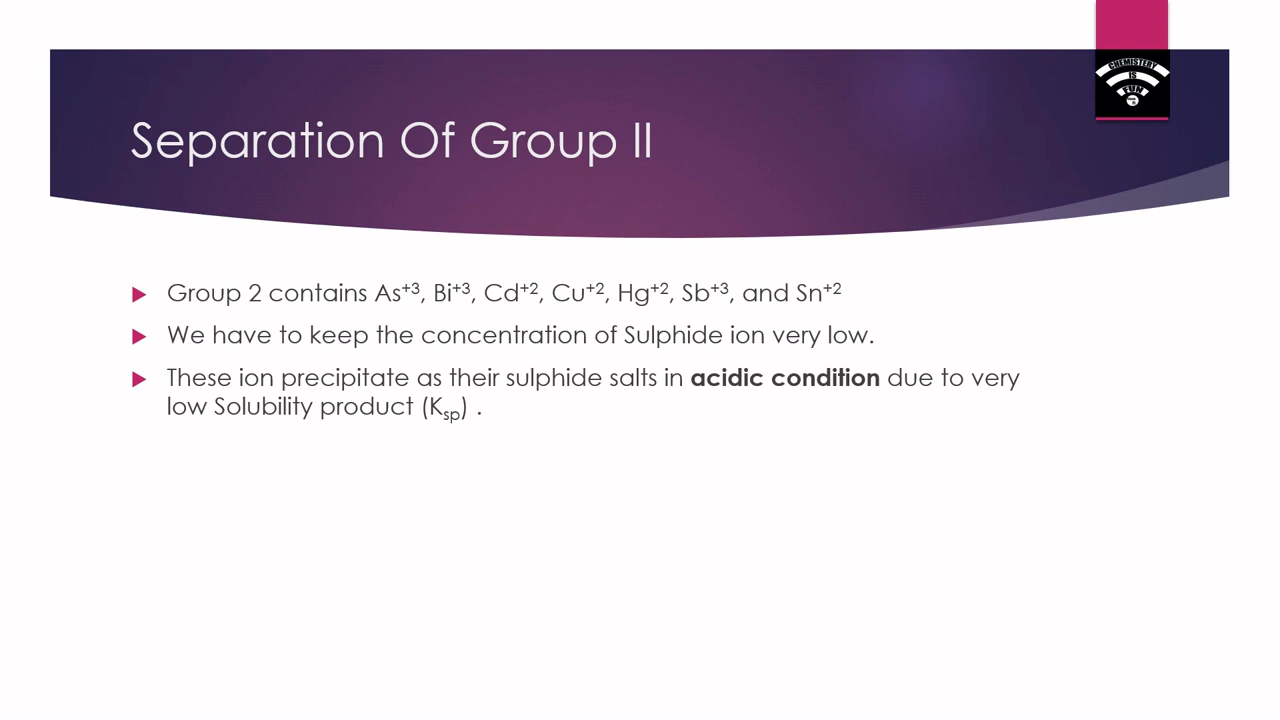 CHEMISTERY
IS
FUN
Separation Of Group II
Group 2 contains As⁺³, Bi⁺³, Cd⁺², Cu⁺², Hg⁺², Sb⁺³, and Sn⁺²
We have to keep the concentration of Sulphide ion very low.
These ion precipitate as their sulphide salts in acidic condition due to very
low Solubility product (Ksp) .